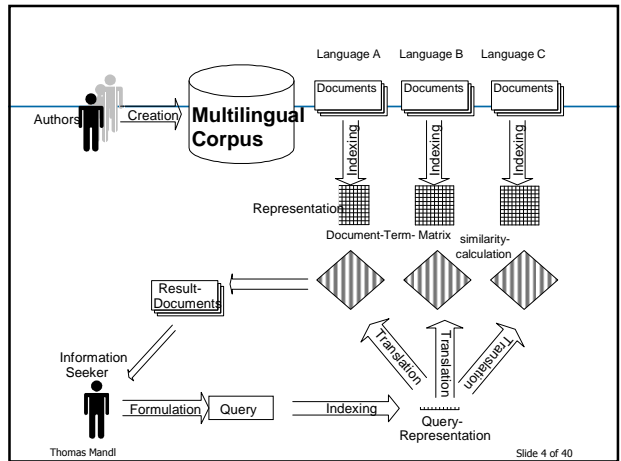 Language A
Language B
Language C
Documents
Documents
Documents
Authors
Creation
Multilingual
Corpus
Indexing
Indexing
Indexing
Representation
Document-Term- Matrix
similarity-
calculation
Result-
Documents
Translation
Translation
Translation
Information
Seeker
Formulation
Query
Indexing
Query-
Representation
Thomas Mandl
Slide 4 of 40